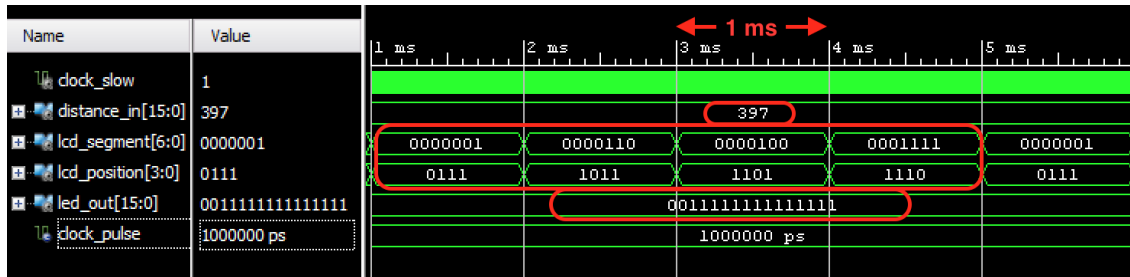 Name Value
1 ms
1 ms 2 ms 3 ms 4 ms 5 ms
clock_slow 1
distance_in[15:0] 397 397
lcd_segment[6:0] 0000001 0000001 0000110 0000100 0001111 0000001
lcd_position[3:0] 0111 0111 1011 1101 1110 0111
led_out[15:0] 0011111111111111 0011111111111111
clock_pulse 1000000 ps 1000000 ps